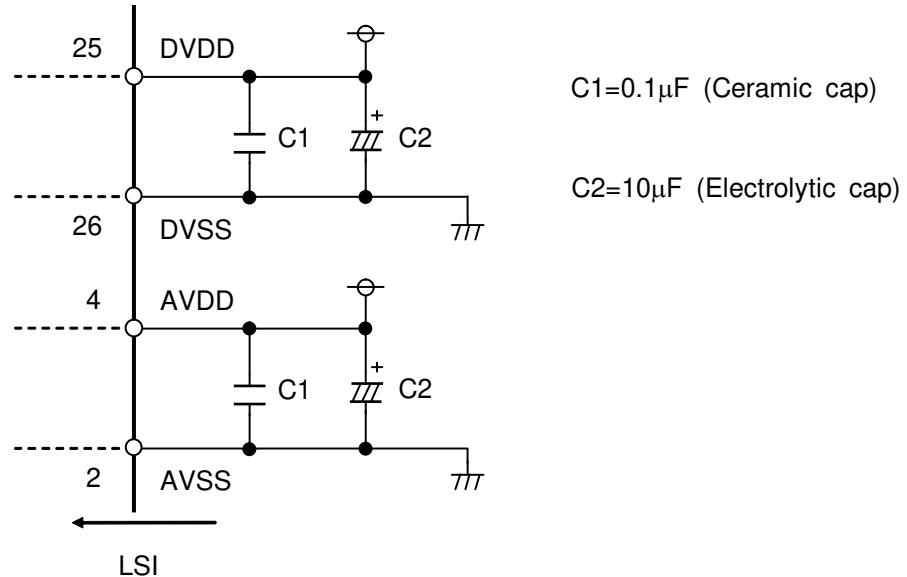 25 DVDD
C1=0.1μF (Ceramic cap)
+
C1 C2
C2=10μF (Electrolytic cap)
26 DVSS
4 AVDD
+
C1 C2
2 AVSS
LSI